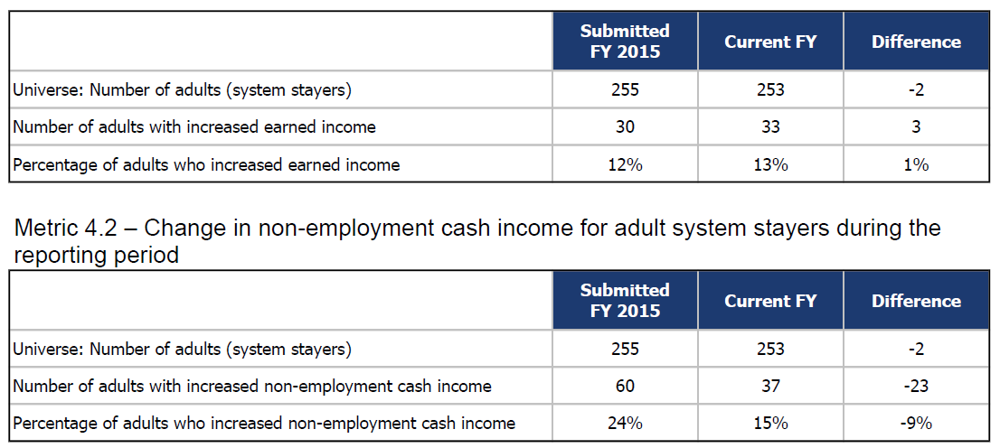 Submitted FY 2015 Current FY Difference
Universe: Number of adults (system stayers) 255 253 -2
Number of adults with increased earned income 30 33 3
Percentage of adults who increased earned income 12% 13% 1%
Metric 4.2 – Change in non-employment cash income for adult system stayers during the
reporting period
Submitted FY 2015 Current FY Difference
Universe: Number of adults (system stayers) 255 253 -2
Number of adults with increased non-employment cash income 60 37 -23
Percentage of adults who increased non-employment cash income 24% 15% -9%